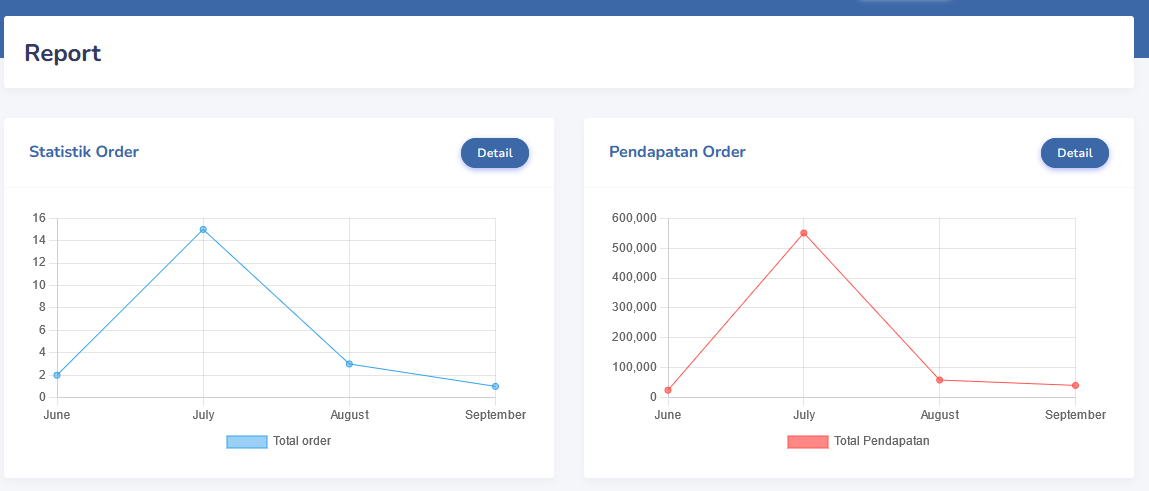 Report
Statistik Order
Detail
16
14
12
10
8
6
4
2
0
June July August September
Total order
Pendapatan Order
Detail
600,000
500,000
400,000
300,000
200,000
100,000
0
June July August September
Total Pendapatan